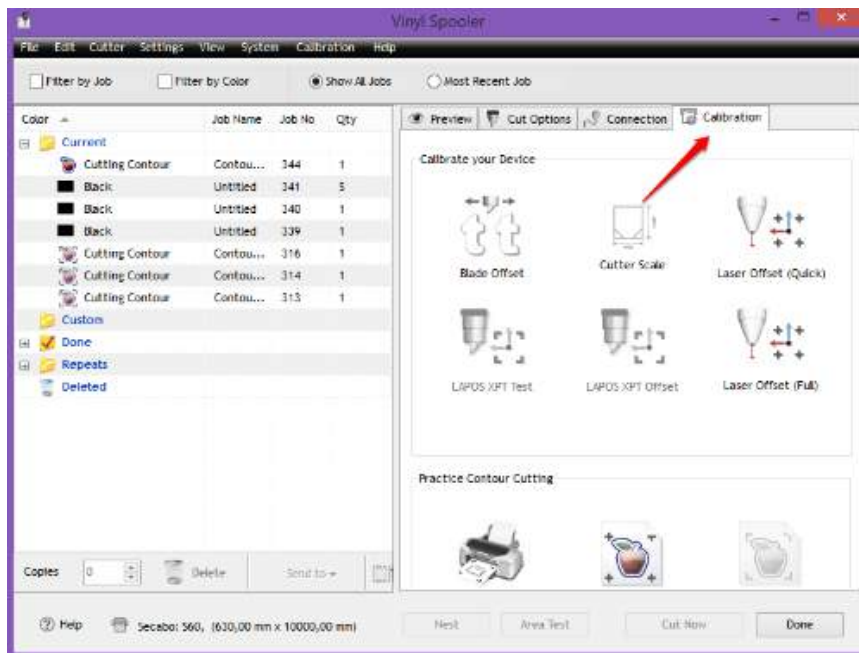 Vinyl Spooler
File Edit Cutter Settings View System Calibration Help
Filter by Job Filter by Color Show All Jobs Most Recent Job
Color Job Name Job No Qty
Current
Cutting Contour Contou... 344 1
Black Untitled 341 5
Black Untitled 340 1
Black Untitled 339 1
Cutting Contour Contou... 316 1
Cutting Contour Contou... 314 1
Cutting Contour Contou... 313 1
Custom
Done
Repeats
Deleted
Copies 0 Delete Send to
Preview Cut Options Connection Calibration
Calibrate your Device
Blade Offset Cutter Scale Laser Offset (Quick)
LAPOS XPT Test LAPOS XPT Offset Laser Offset (Full)
Practice Contour Cutting
Help Secabo: S60, (630,00 mm x 10000,00 mm) Nest Area Test Cut Now Done